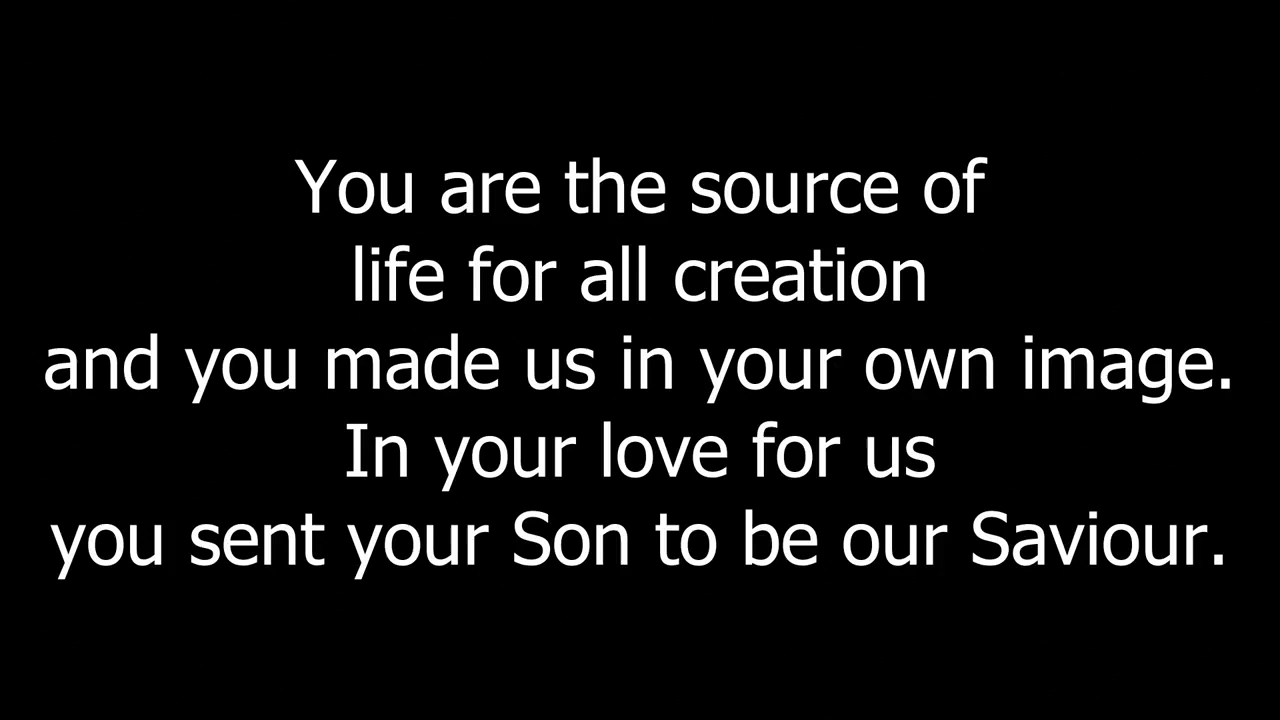 You are the source of
life for all creation
and you made us in your own image.
In your love for us
you sent your Son to be our Saviour.